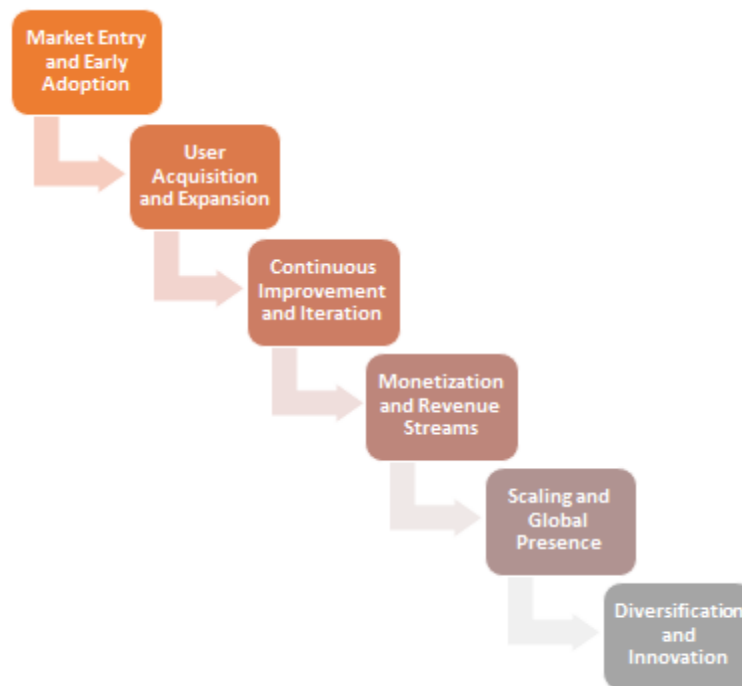 Market Entry
and Early
Adoption
User
Acquisition
and Expansion
Continuous
Improvement
and Iteration
Monetization
and Revenue
Streams
Scaling and
Global
Presence
Diversification
and
Innovation